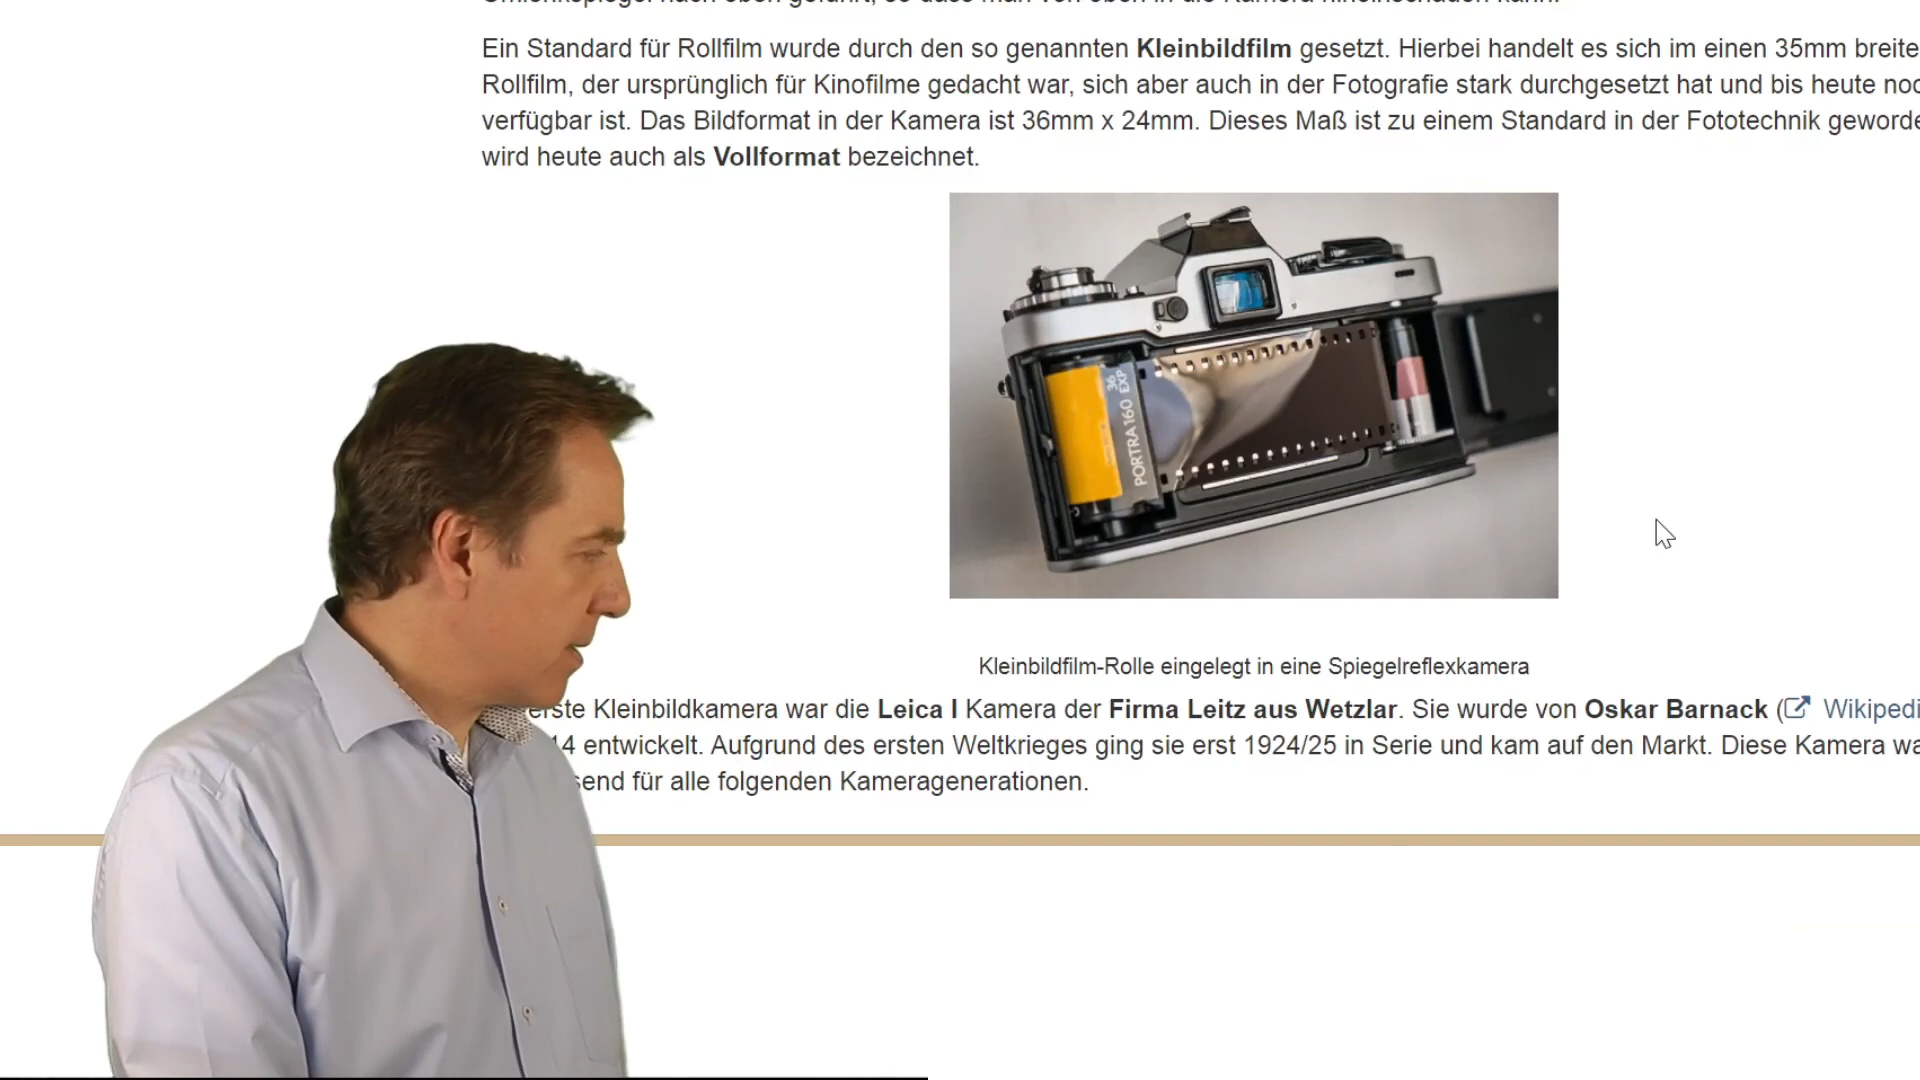 Ein Standard für Rollfilm wurde durch den so genannten Kleinbildfilm gesetzt. Hierbei handelt es sich im einen 35mm breite
Rollfilm, der ursprünglich für Kinofilme gedacht war, sich aber auch in der Fotografie stark durchgesetzt hat und bis heute noc
verfügbar ist. Das Bildformat in der Kamera ist 36mm x 24mm. Dieses Maß ist zu einem Standard in der Fototechnik geworde
wird heute auch als Vollformat bezeichnet.
36 EXP
PORTRA 160
Kleinbildfilm-Rolle eingelegt in eine Spiegelreflexkamera
erste Kleinbildkamera war die Leica I Kamera der Firma Leitz aus Wetzlar. Sie wurde von Oskar Barnack ( Wikipedi
14 entwickelt. Aufgrund des ersten Weltkrieges ging sie erst 1924/25 in Serie und kam auf den Markt. Diese Kamera wa
send für alle folgenden Kameragenerationen.